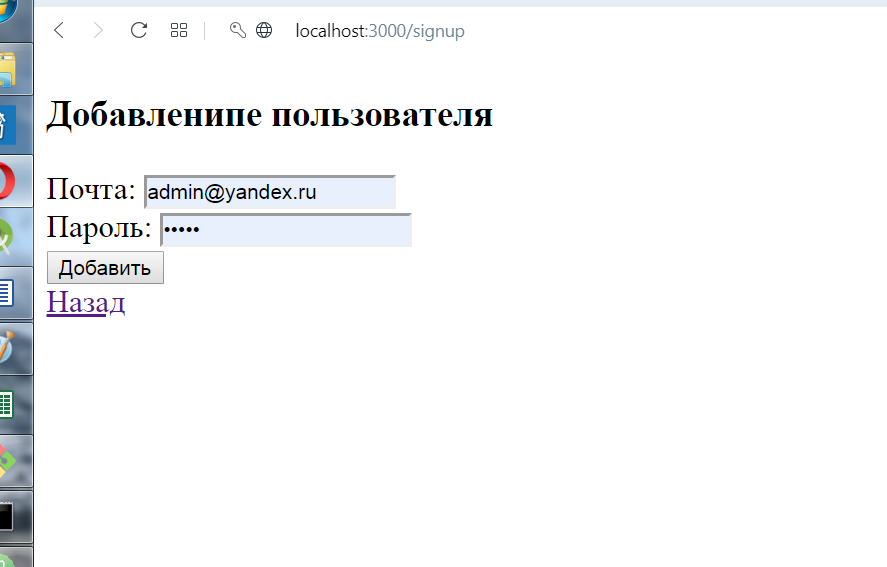 localhost:3000/signup
Добавленипе пользователя
Почта: admin@yandex.ru
Пароль: •••••
Добавить
Назад